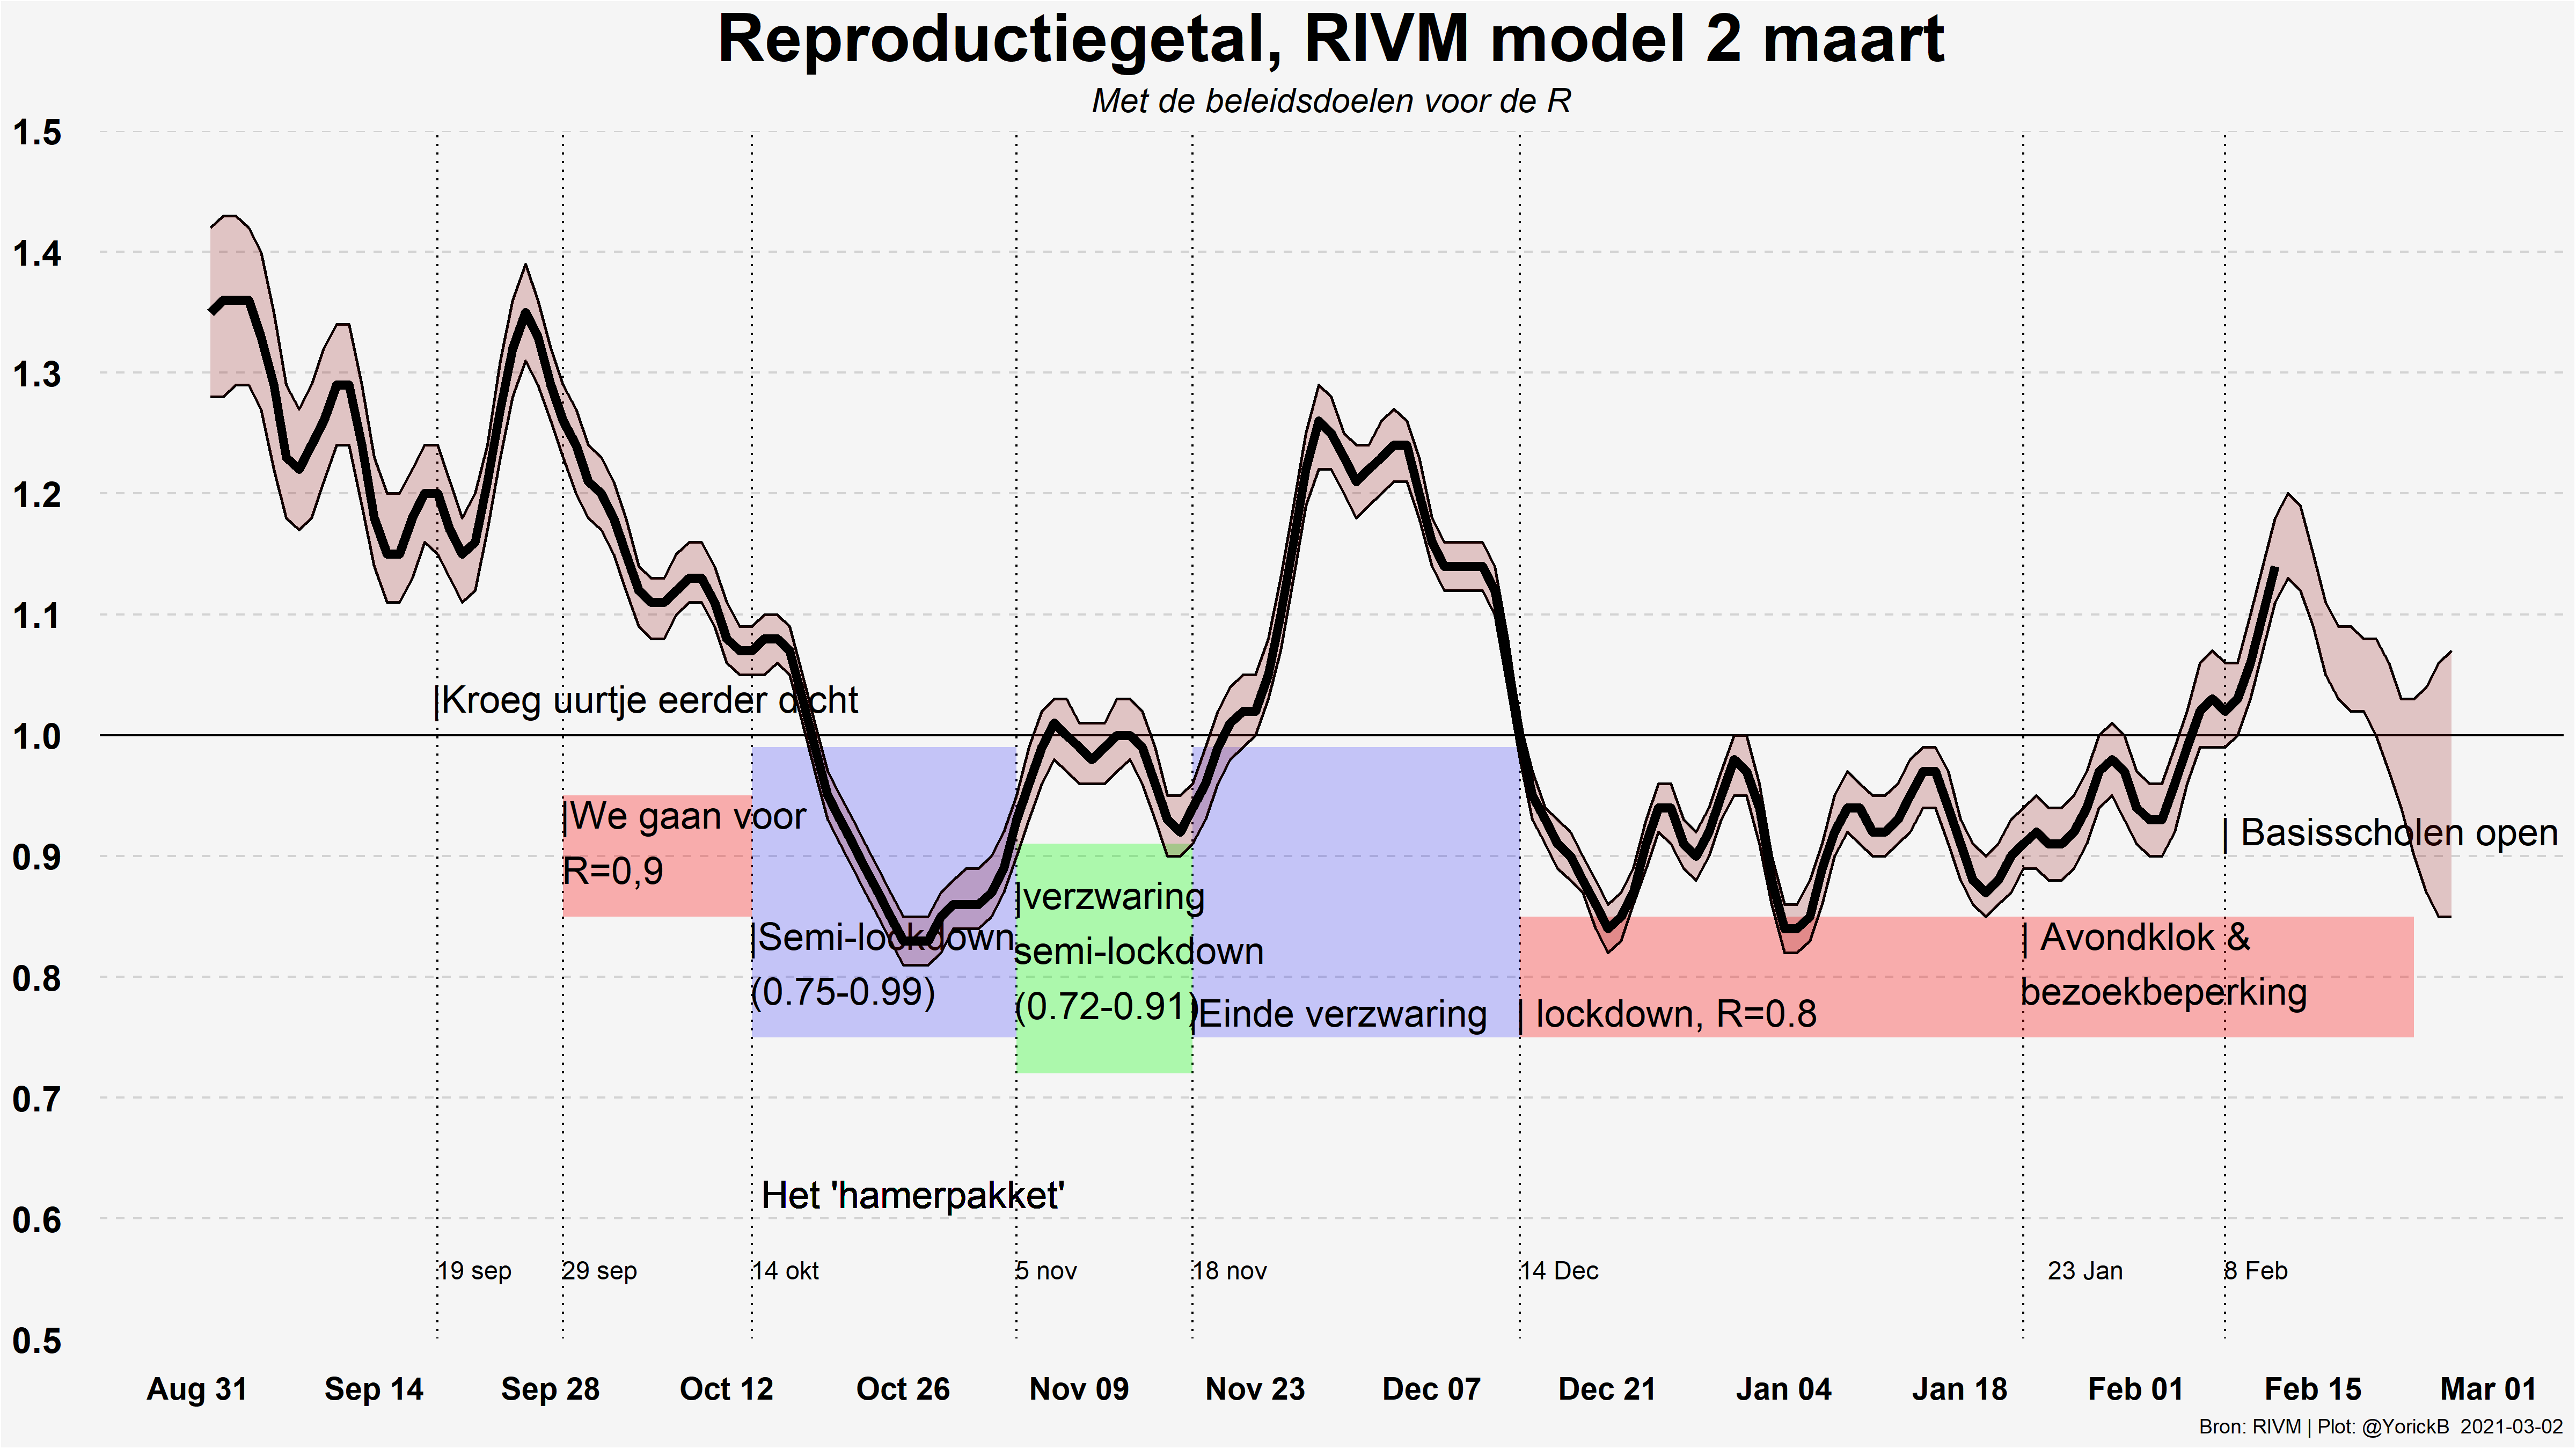 Reproductiegetal, RIVM model 2 maart
Met de beleidsdoelen voor de R
1.5
1.4
1.3
1.2
1.1
1.0
0.9
0.8
0.7
0.6
0.5
|Kroeg uurtje eerder dicht
|We gaan voor
R=0,9
|Semi-lockdown
(0.75-0.99)
|verzwaring
semi-lockdown
(0.72-0.91)
|Einde verzwaring
| lockdown, R=0.8
| Avondklok &
bezoekbeperking
| Basisscholen open
Het 'hamerpakket'
19 sep
29 sep
14 okt
5 nov
18 nov
14 Dec
23 Jan
8 Feb
Aug 31
Sep 14
Sep 28
Oct 12
Oct 26
Nov 09
Nov 23
Dec 07
Dec 21
Jan 04
Jan 18
Feb 01
Feb 15
Mar 01
Bron: RIVM | Plot: @YorickB  2021-03-02